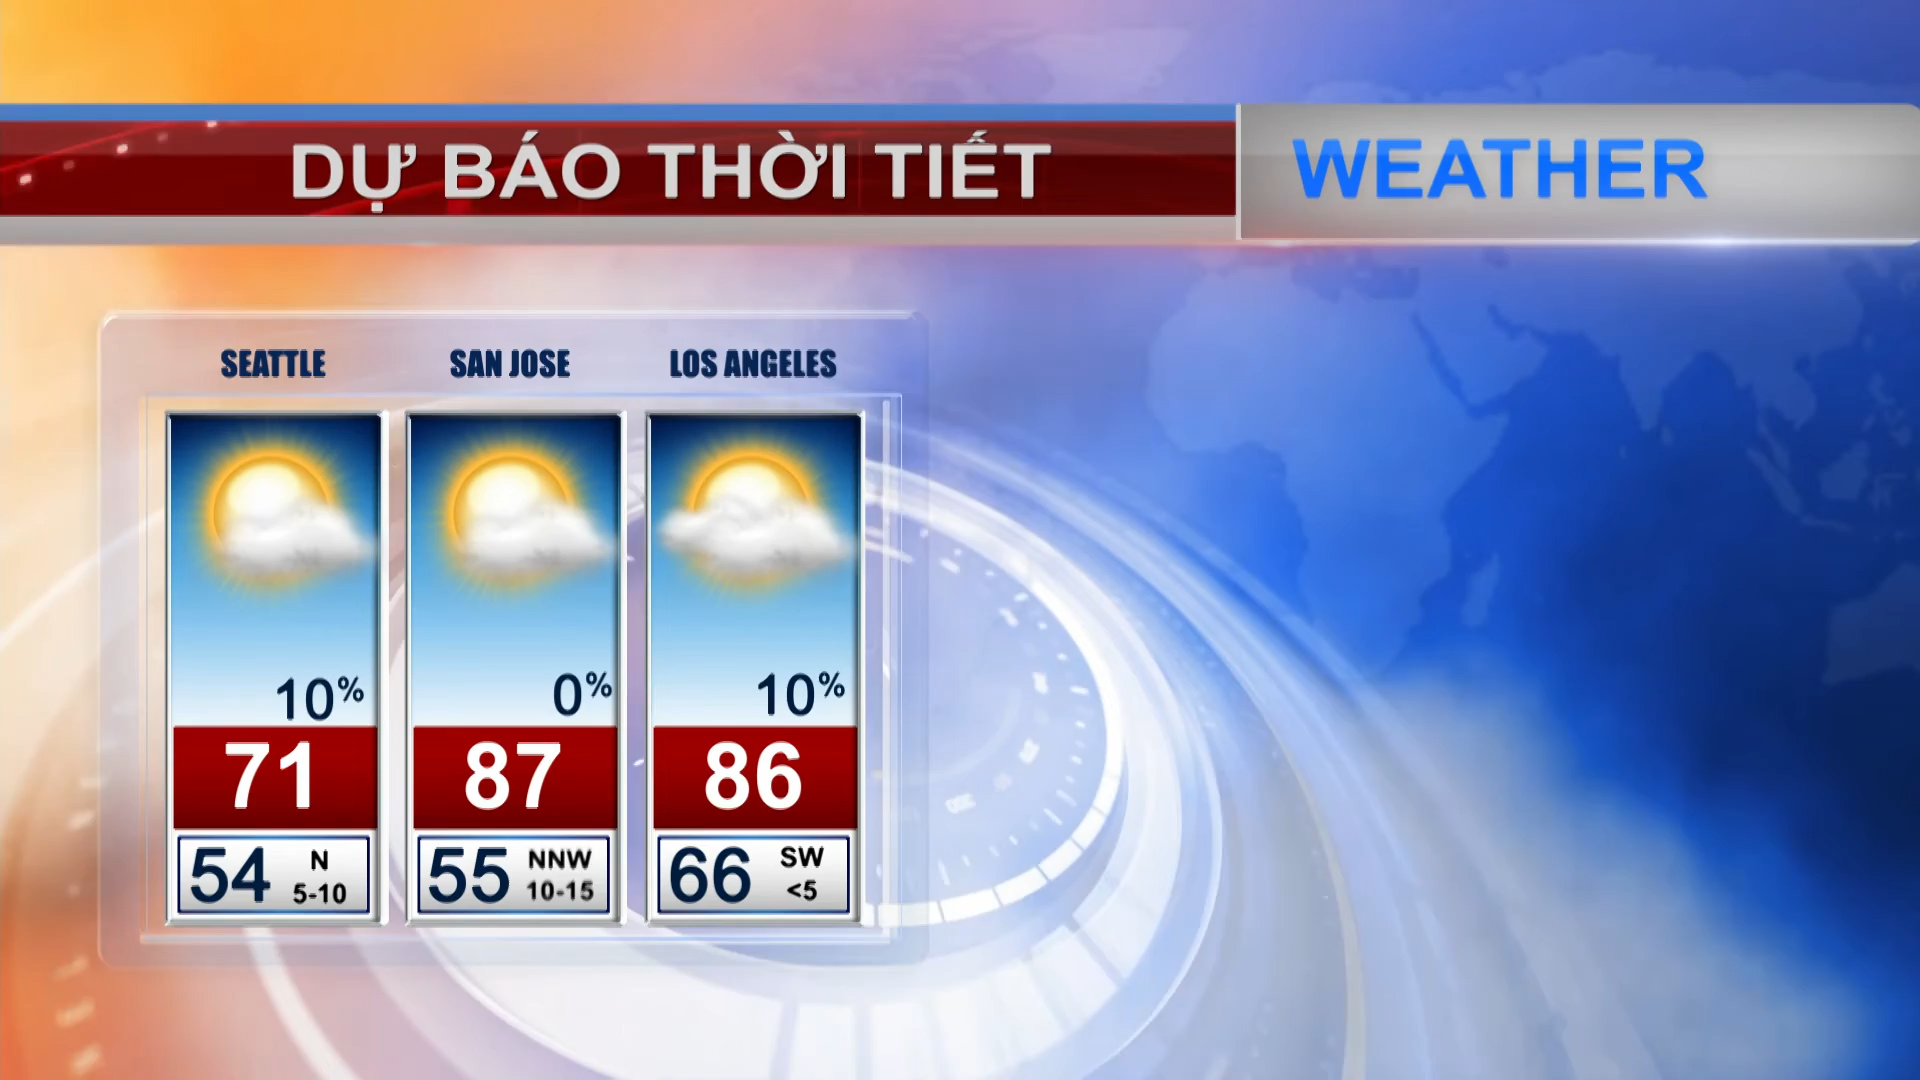 DỰ BÁO THỜI TIẾT
WEATHER
SEATTLE
10%
71
54
N
5-10
SAN JOSE
0%
87
55
NNW
10-15
LOS ANGELES
10%
86
66
SW
<5